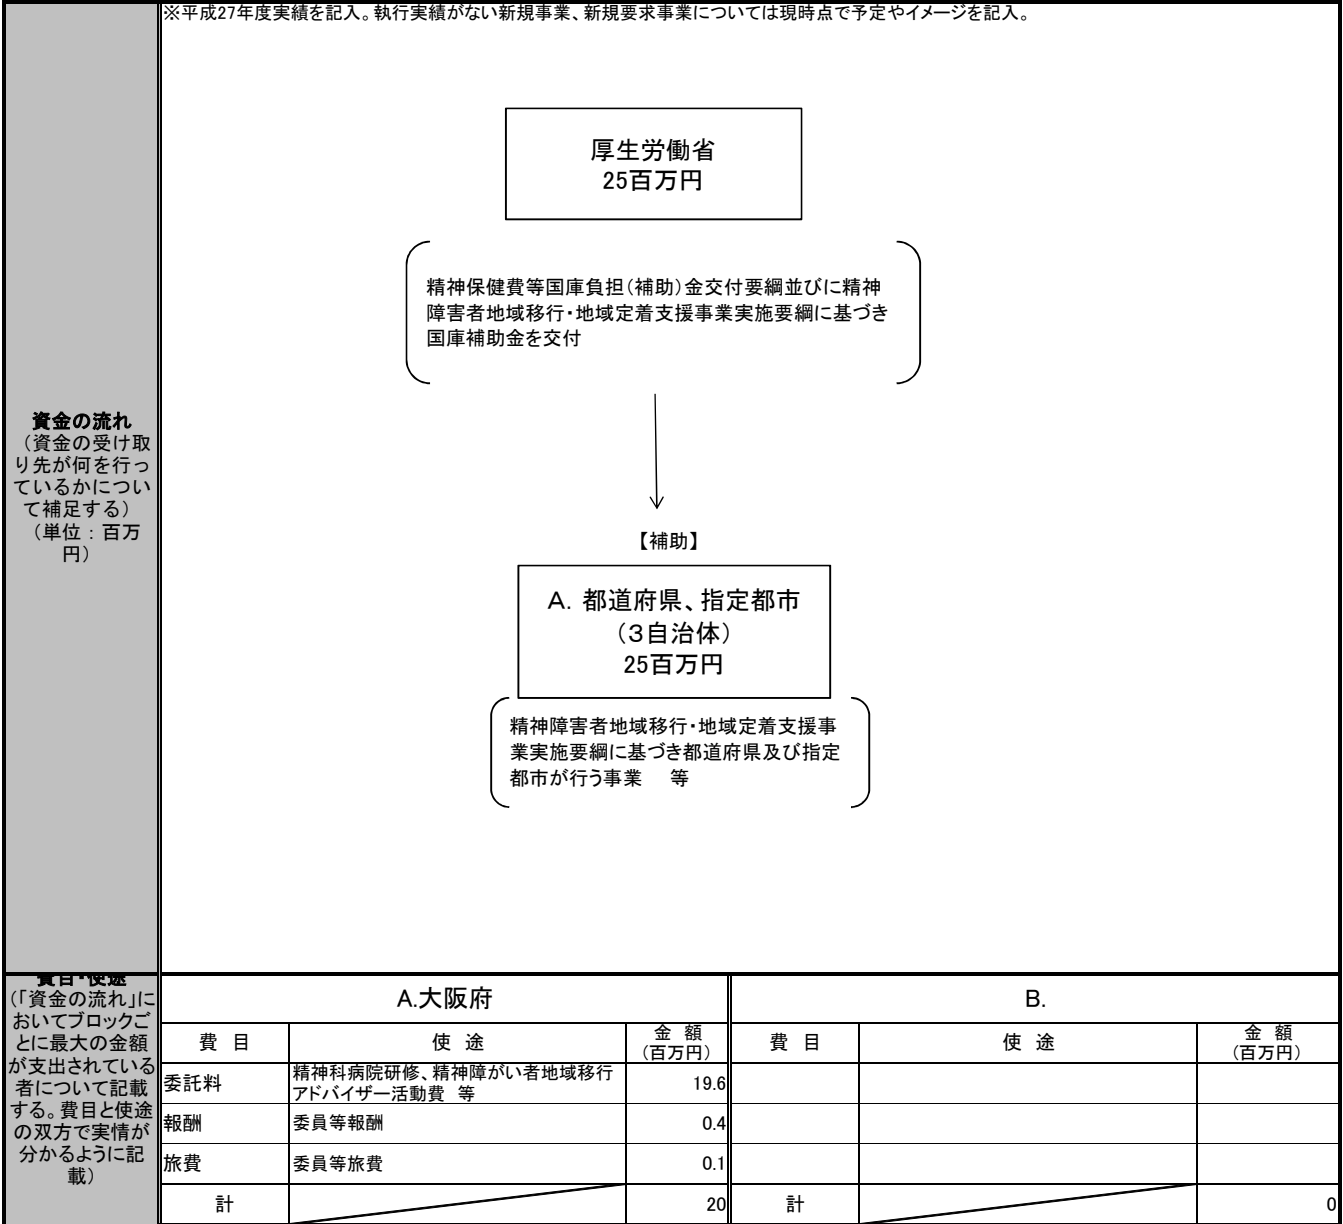 ※平成27年度実績を記入。執行実績がない新規事業、新規要求事業については現時点で予定やイメージを記入。
厚生労働省
25百万円
精神保健費等国庫負担(補助)金交付要綱並びに精神
障害者地域移行・地域定着支援事業実施要綱に基づき
国庫補助金を交付
資金の流れ
(資金の受け取
り先が何を行っ
ているかについ
て補足する)
(単位：百万
円)
【補助】
A. 都道府県、指定都市
(3自治体)
25百万円
精神障害者地域移行・地域定着支援事
業実施要綱に基づき都道府県及び指定
都市が行う事業 等
費目・使途
(「資金の流れ」に
おいてブロックご
とに最大の金額
が支出されている
者について記載
する。費目と使途
の双方で実情が
分かるように記
載)
A.大阪府
B.
費 目 使 途 金 額
(百万円)
費 目 使 途 金 額
(百万円)
委託料 精神科病院研修、精神障がい者地域移行
アドバイザー活動費 等 19.6
報酬 委員等報酬 0.4
旅費 委員等旅費 0.1
計 20 計 0